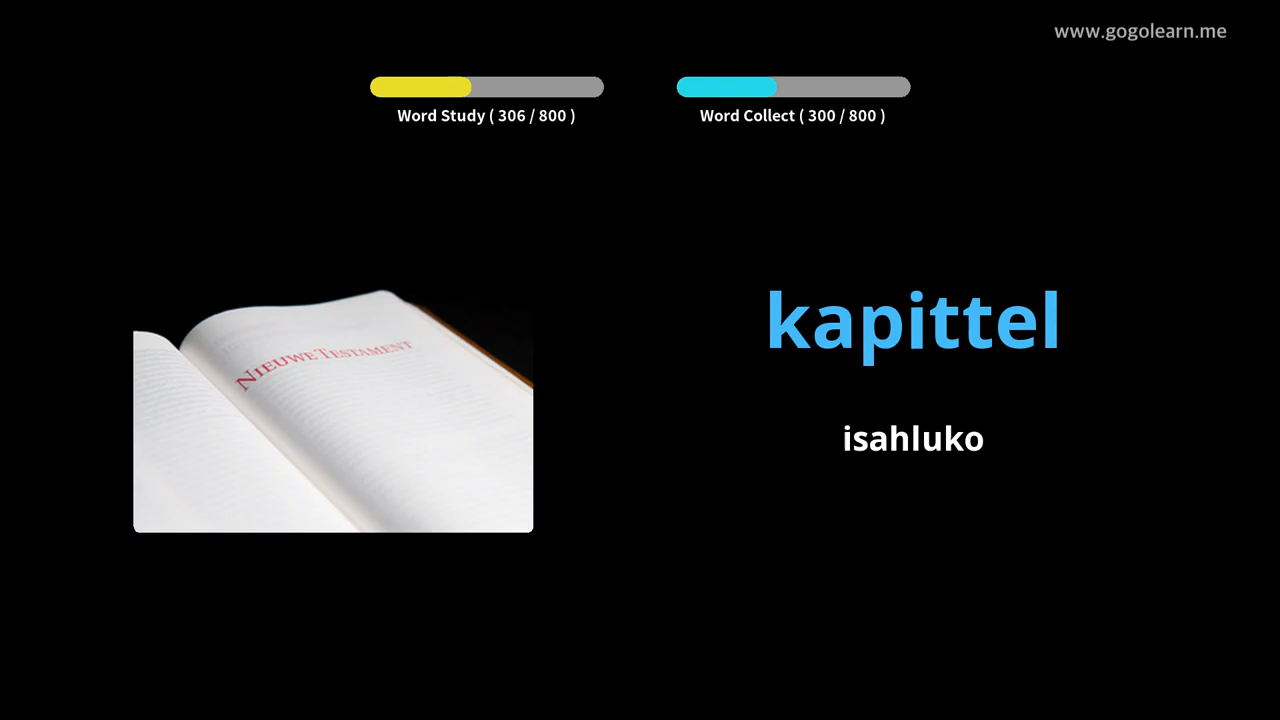 www.gogolearn.me
Word Study ( 306 / 800 )
Word Collect ( 300 / 800 )
kapittel
isahluko
NIEUWE TESTAMENT